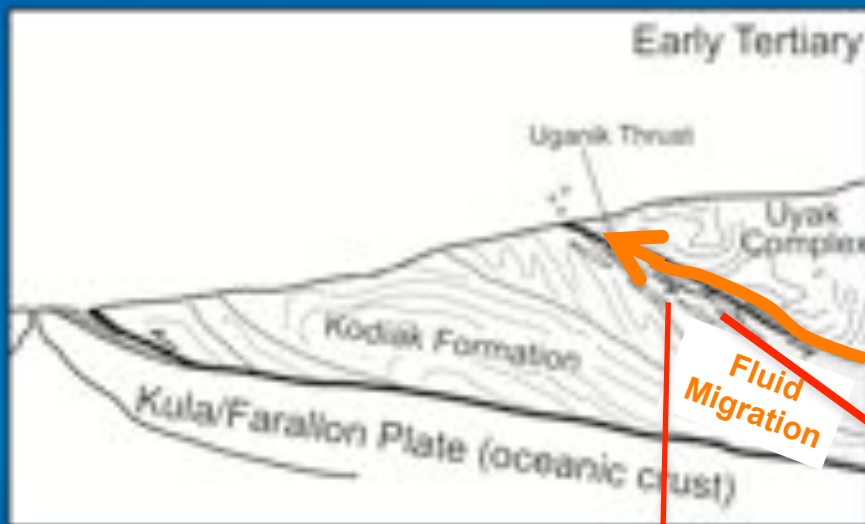 Early Tertiary
Uganik Thrust
Uyak
Complex
Kodiak Formation
Fluid
Migration
Kula/Farallon Plate (oceanic crust)